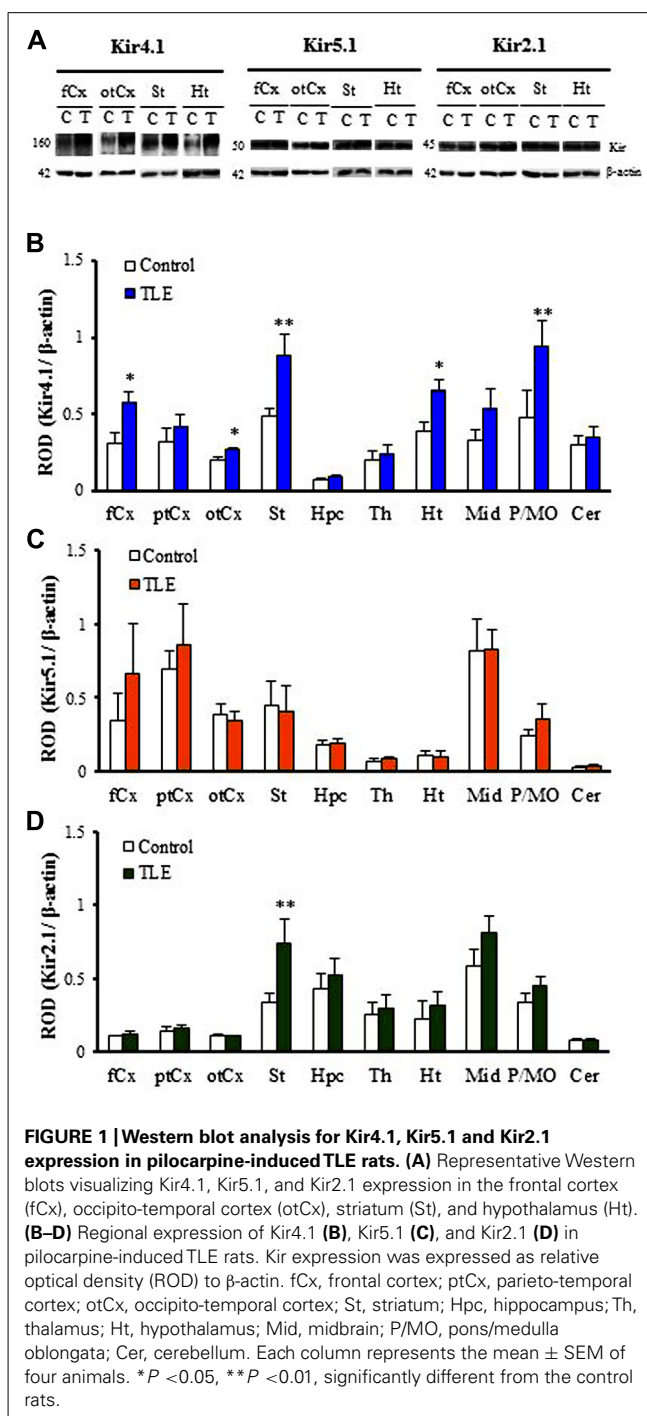 A
Kir4.1 Kir5.1 Kir2.1
fCx otCx St Ht fCx otCx St Ht fCx otCx St Ht
C T C T C T C T C T C T C T C T C T C T C T C T
160 50 45 Kir
42 42 42 β-actin
B
1.5
Control
TLE
1
0.5
0
ROD (Kir4.1/ β-actin)
* * ** * **
fCx ptCx otCx St Hpc Th Ht Mid P/MO Cer
C
1.5
Control
TLE
1
0.5
0
ROD (Kir5.1/ β-actin)
fCx ptCx otCx St Hpc Th Ht Mid P/MO Cer
D
1.5
Control
TLE
1
0.5
0
ROD (Kir2.1/ β-actin)
**
fCx ptCx otCx St Hpc Th Ht Mid P/MO Cer
FIGURE 1 | Western blot analysis for Kir4.1, Kir5.1 and Kir2.1
expression in pilocarpine-induced TLE rats. (A) Representative Western
blots visualizing Kir4.1, Kir5.1, and Kir2.1 expression in the frontal cortex
(fCx), occipito-temporal cortex (otCx), striatum (St), and hypothalamus (Ht).
(B–D) Regional expression of Kir4.1 (B), Kir5.1 (C), and Kir2.1 (D) in
pilocarpine-induced TLE rats. Kir expression was expressed as relative
optical density (ROD) to β-actin. fCx, frontal cortex; ptCx, parieto-temporal
cortex; otCx, occipito-temporal cortex; St, striatum; Hpc, hippocampus; Th,
thalamus; Ht, hypothalamus; Mid, midbrain; P/MO, pons/medulla
oblongata; Cer, cerebellum. Each column represents the mean ± SEM of
four animals. *P <0.05, **P <0.01, significantly different from the control
rats.